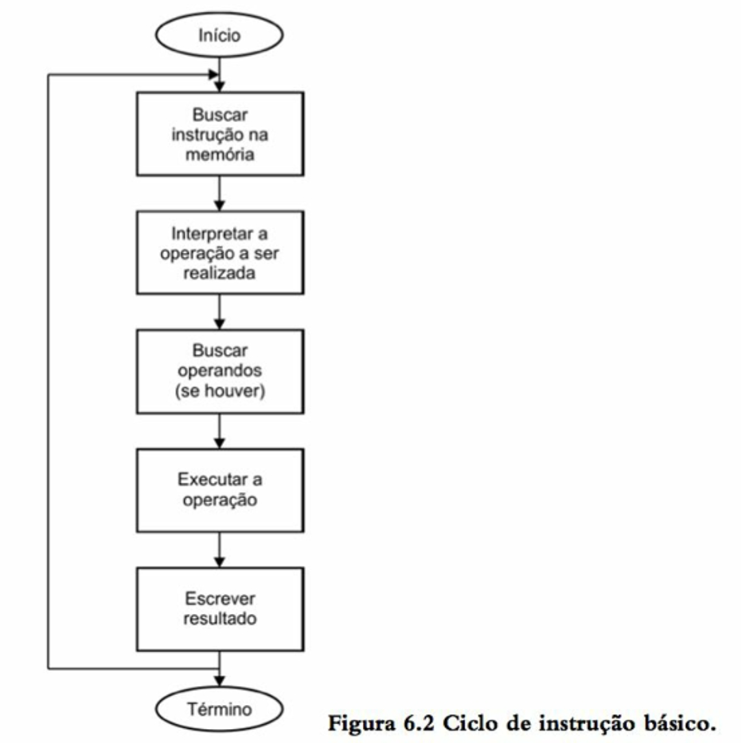 Início
Buscar
instrução na
memória
Interpretar a
operação a ser
realizada
Buscar
operandos
(se houver)
Executar a
operação
Escrever
resultado
Término
Figura 6.2 Ciclo de instrução básico.